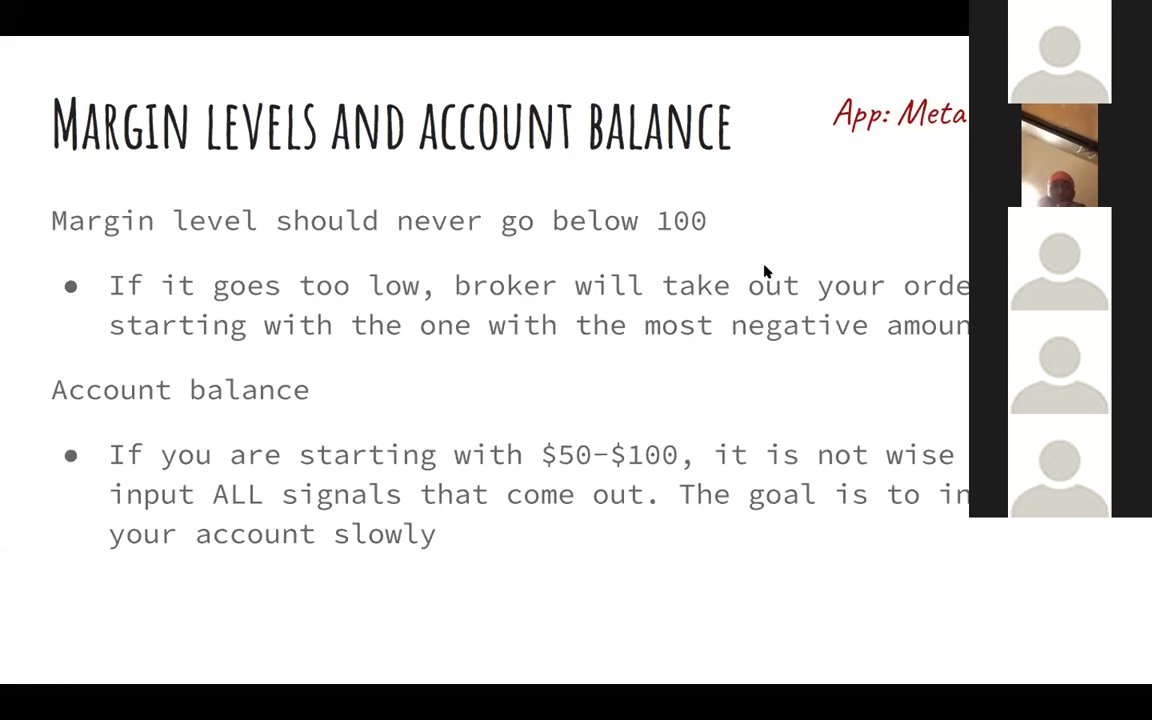 MARGIN LEVELS AND ACCOUNT BALANCE
App: Meta
Margin level should never go below 100
● If it goes too low, broker will take out your orde
starting with the one with the most negative amoun
Account balance
● If you are starting with $50-$100, it is not wise
input ALL signals that come out. The goal is to in
your account slowly